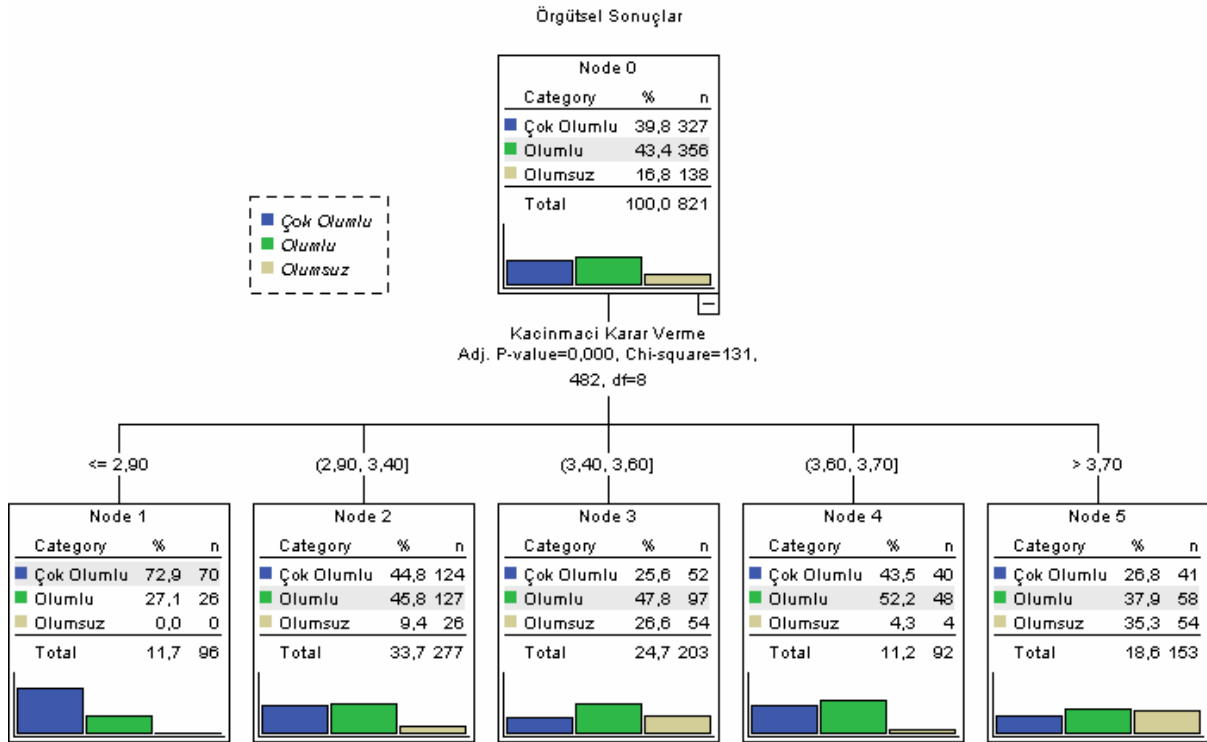 Örgütsel Sonuçlar
Node 0
Category % n
Çok Olumlu 39,8 327
Olumlu 43,4 356
Olumsuz 16,8 138
Total 100,0 821
Çok Olumlu
Olumlu
Olumsuz
Kacinmaci Karar Verme
Adj. P-value=0,000, Chi-square=131,
482, df=8
<= 2,90
(2,90, 3,40]
(3,40, 3,60]
(3,60, 3,70]
> 3,70
Node 1
Category % n
Çok Olumlu 72,9 70
Olumlu 27,1 26
Olumsuz 0,0 0
Total 11,7 96
Node 2
Category % n
Çok Olumlu 44,8 124
Olumlu 45,8 127
Olumsuz 9,4 26
Total 33,7 277
Node 3
Category % n
Çok Olumlu 25,6 52
Olumlu 47,8 97
Olumsuz 26,6 54
Total 24,7 203
Node 4
Category % n
Çok Olumlu 43,5 40
Olumlu 52,2 48
Olumsuz 4,3 4
Total 11,2 92
Node 5
Category % n
Çok Olumlu 26,8 41
Olumlu 37,9 58
Olumsuz 35,3 54
Total 18,6 153